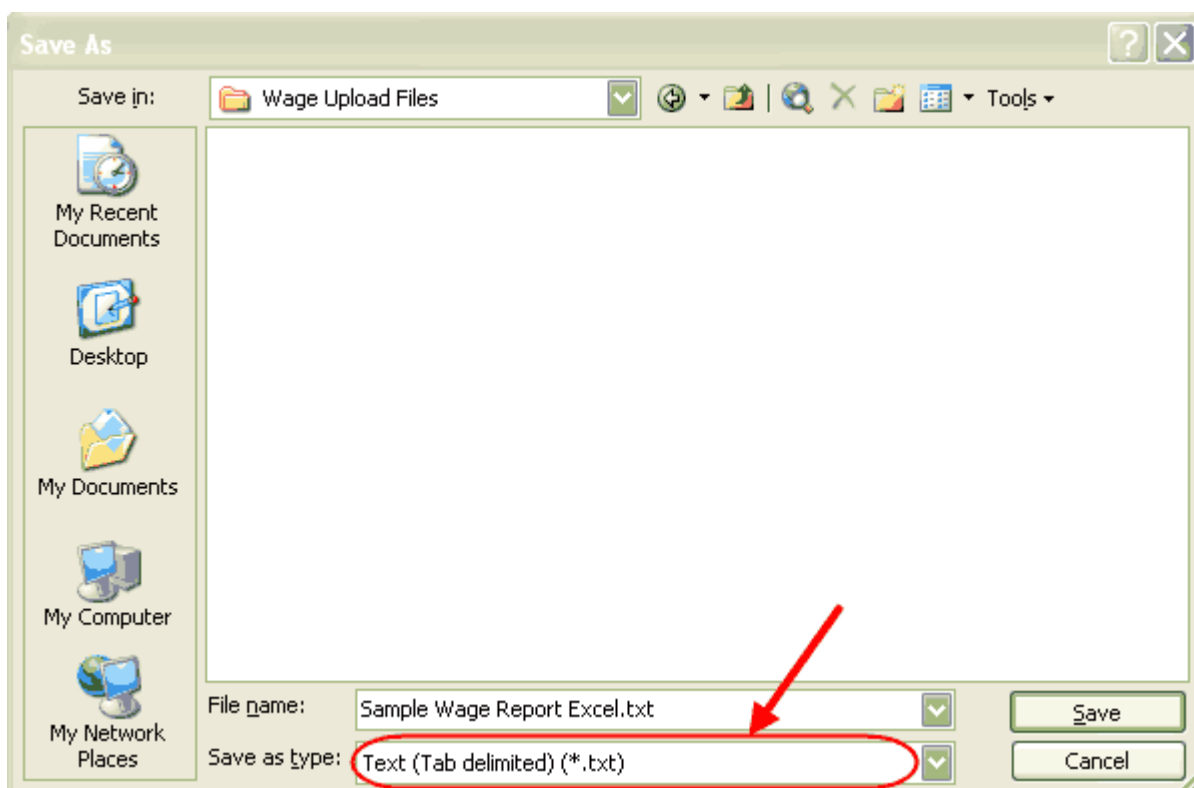 Save As
Save in:
Wage Upload Files
Tools
My Recent
Documents
Desktop
My Documents
My Computer
My Network
Places
File name:
Sample Wage Report Excel.txt
Save
Save as type:
Text (Tab delimited) (*.txt)
Cancel